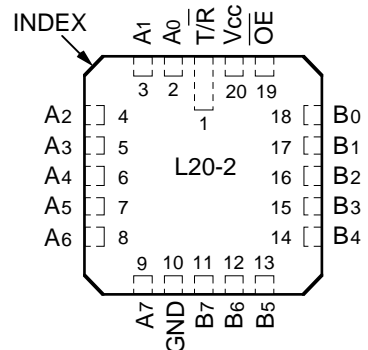 INDEX
A1 A0 T/R Vcc OE
3 2 20 19
1
A2 4 18 B0
A3 5 17 B1
A4 6 L20-2 16 B2
A5 7 15 B3
A6 8 14 B4
9 10 11 12 13
A7 GND B7 B6 B5